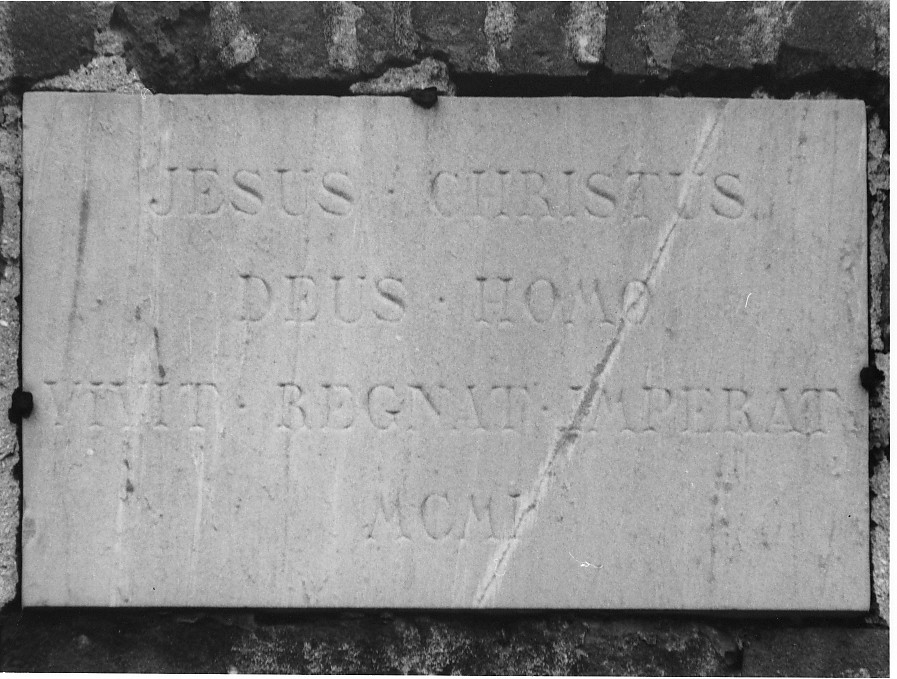 JESUS · CHRISTUS
DEUS · HOMO
VIVIT · REGNAT · IMPERAT
MCMI